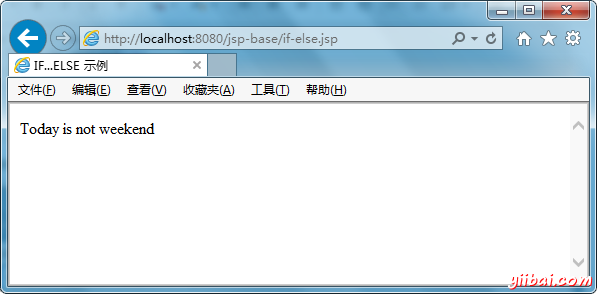 http://localhost:8080/jsp-base/if-else.jsp
IF...ELSE 示例
文件(F) 编辑(E) 查看(V) 收藏夹(A) 工具(T) 帮助(H)
Today is not weekend
yiibai.com